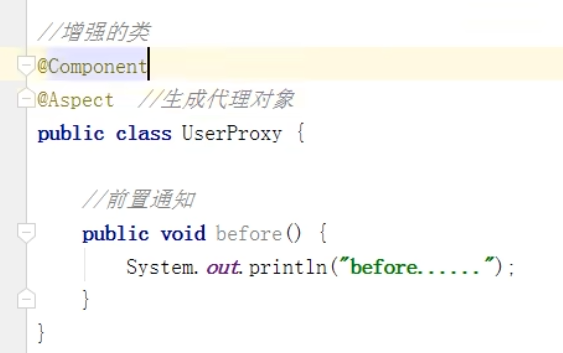 //增强的类
@Component
@Aspect  //生成代理对象
public class UserProxy {
//前置通知
public void before() {
System.out.println("before......");
}
}